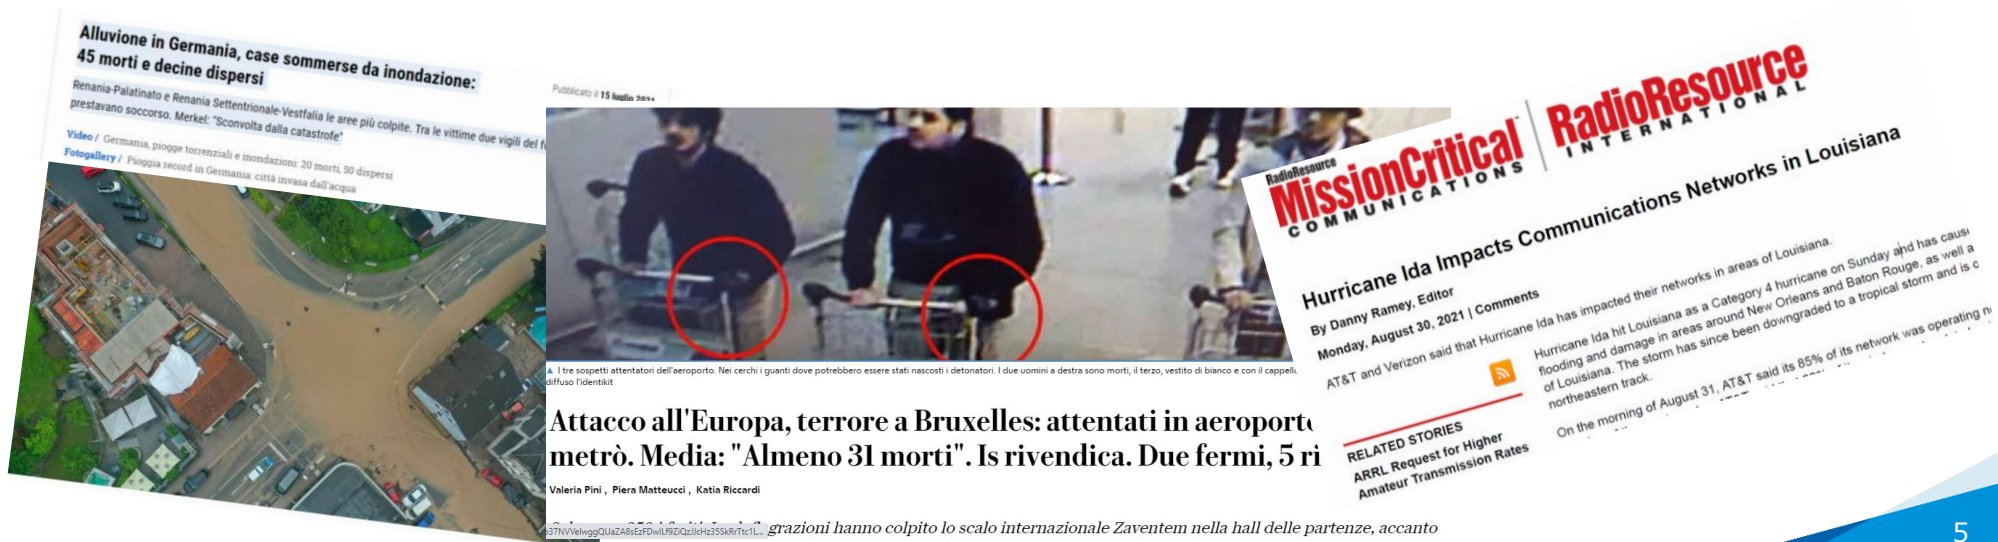 Alluvione in Germania, case sommerse da inondazione:
45 morti e decine dispersi
Renania-Palatinato e Renania Settentrionale-Vestfalia le aree più colpite. Tra le vittime due vigili del
prestavano soccorso. Merkel: "Sconvolta dalla catastrofe"
Video / Germania, piogge torrenziali e inondazioni: 20 morti, 50 dispersi
Fotogallery / Pioggia record in Germania: città invasa dall'acqua
Pubblicato il 15 luglio 2021
▲ I tre sospetti attentatori dell'aeroporto. Nei cerchi i guanti dove potrebbero essere stati nascosti i detonatori. I due uomini a destra sono morti, il terzo, vestito di bianco e con il cappello
diffuso l'identikit
Attacco all'Europa, terrore a Bruxelles: attentati in aeroporto
metrò. Media: "Almeno 31 morti". Is rivendica. Due fermi, 5 ri
Valeria Pini , Piera Matteucci , Katia Riccardi
grazioni hanno colpito lo scalo internazionale Zaventem nella hall delle partenze, accanto
RadioResource
MissionCritical
COMMUNICATIONS
RadioResource
INTERNATIONAL
Hurricane Ida Impacts Communications Networks in Louisiana
By Danny Ramey, Editor
Monday, August 30, 2021 | Comments
AT&T and Verizon said that Hurricane Ida has impacted their networks in areas of Louisiana.
Hurricane Ida hit Louisiana as a Category 4 hurricane on Sunday and has caus
flooding and damage in areas around New Orleans and Baton Rouge, as well a
of Louisiana. The storm has since been downgraded to a tropical storm and is c
northeastern track.
On the morning of August 31, AT&T said its 85% of its network was operating
RELATED STORIES
ARRL Request for Higher
Amateur Transmission Rates
5